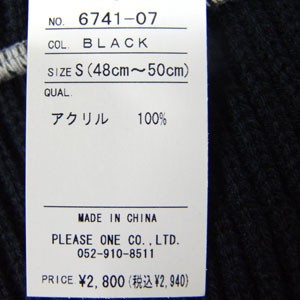 NO. 6741-07
COL. BLACK
SIZE S(48cm～50cm)
QUAL.
アクリル 100%
MADE IN CHINA
PLEASE ONE CO.,LTD.
052-910-8511
PRICE ¥2,800(税込¥2,940)